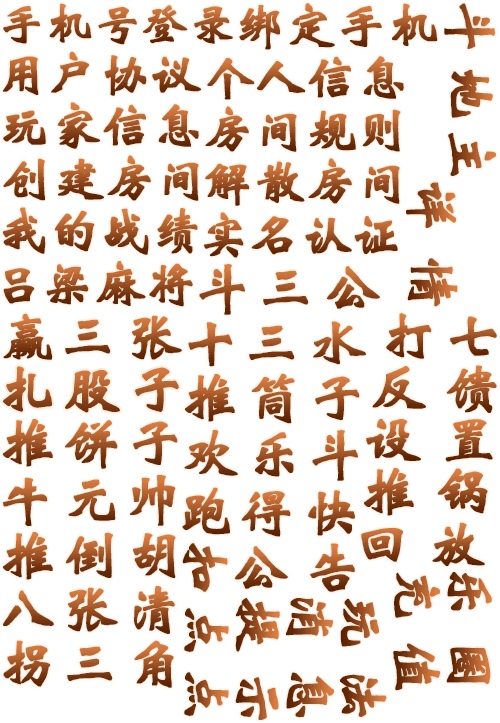 手机号登录绑定手机
用户协议个人信息
玩家信息房间规则
创建房间解散房间
我的战绩实名认证
斗地主详情
吕梁麻将斗三公
赢三张十三水打七
扎股子推筒子反馈
推饼子欢乐斗设置
牛元帅跑得快推锅
推倒胡公告回放
八张清
拐三角
扣点点
提示
消息
玩法
充值
乐圈